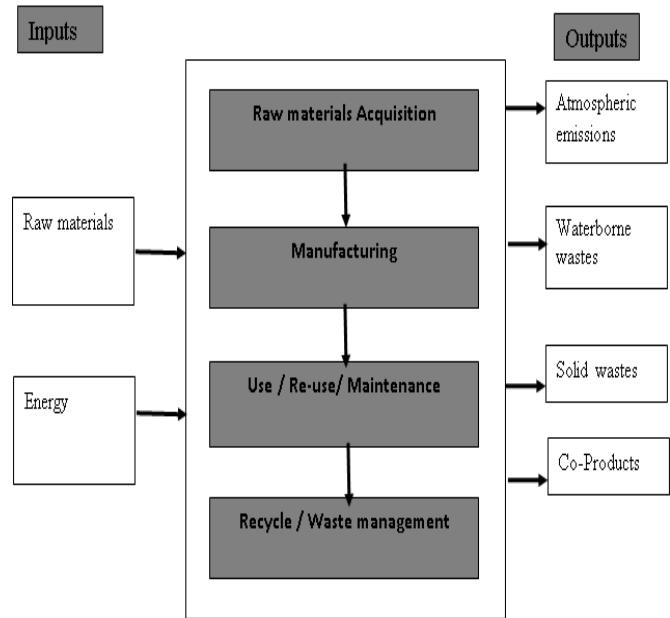 Inputs
Outputs
Raw materials Acquisition
Atmospheric
emissions
Raw materials
Manufacturing
Waterborne
wastes
Energy
Use / Re-use/ Maintenance
Solid wastes
Co-Products
Recycle / Waste management